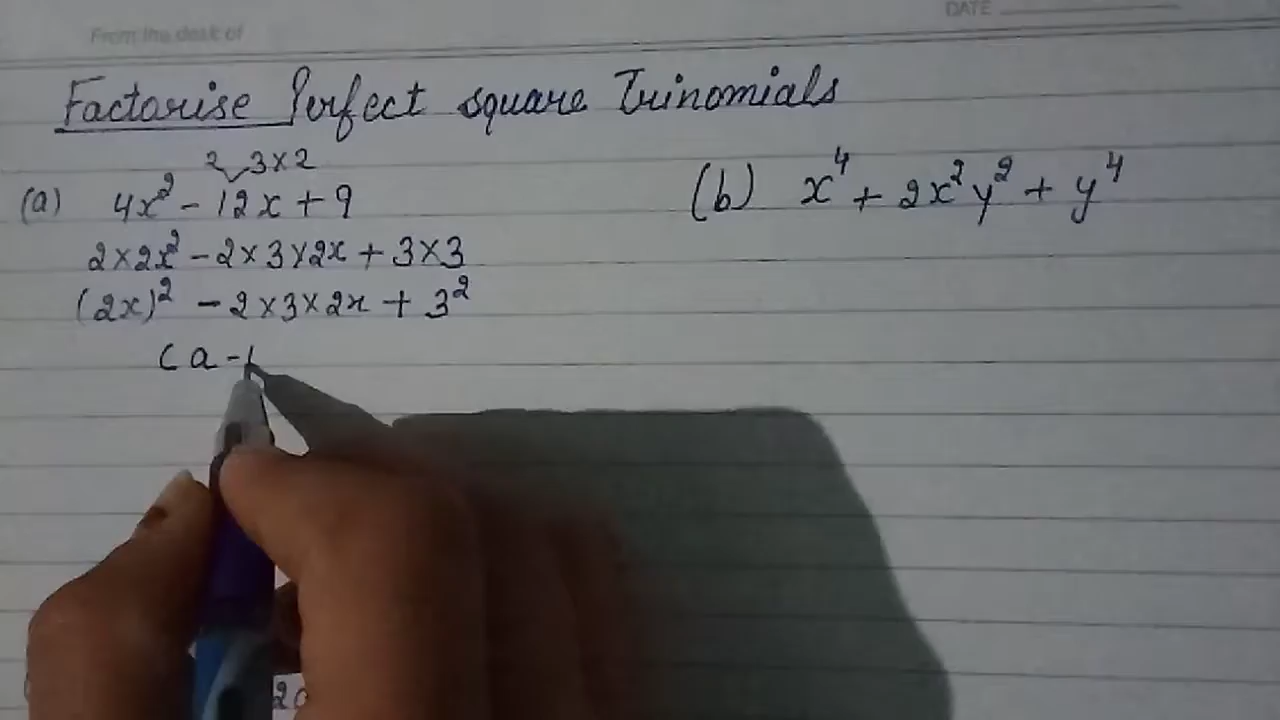 From the desk of
DATE
Factorise Perfect square Trinomials
2 3×2
(a) 4x² - 12x + 9
2×2x² - 2×3×2x + 3×3
(2x)² - 2×3×2x + 3²
(a -
(b) x⁴ + 2x²y² + y⁴